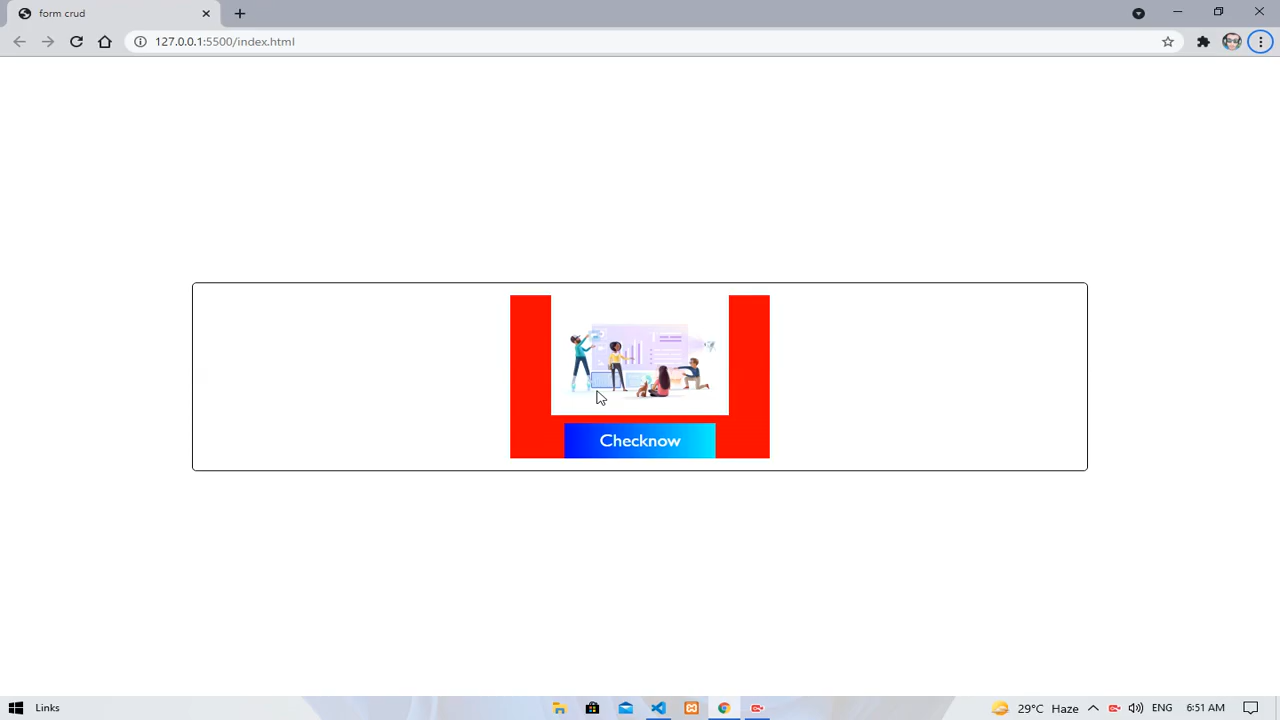 form crud
127.0.0.1:5500/index.html
Checknow
Links
29°C Haze
ENG
6:51 AM